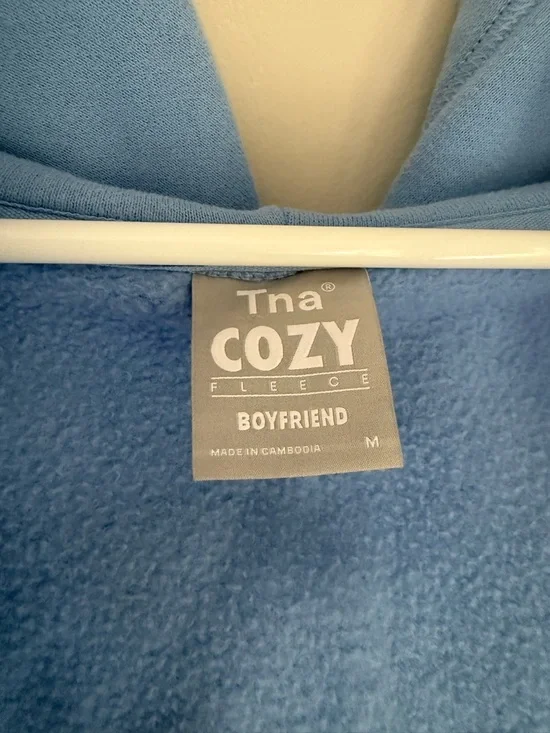 Tna®
COZY
FLEECE
BOYFRIEND
MADE IN CAMBODIA M